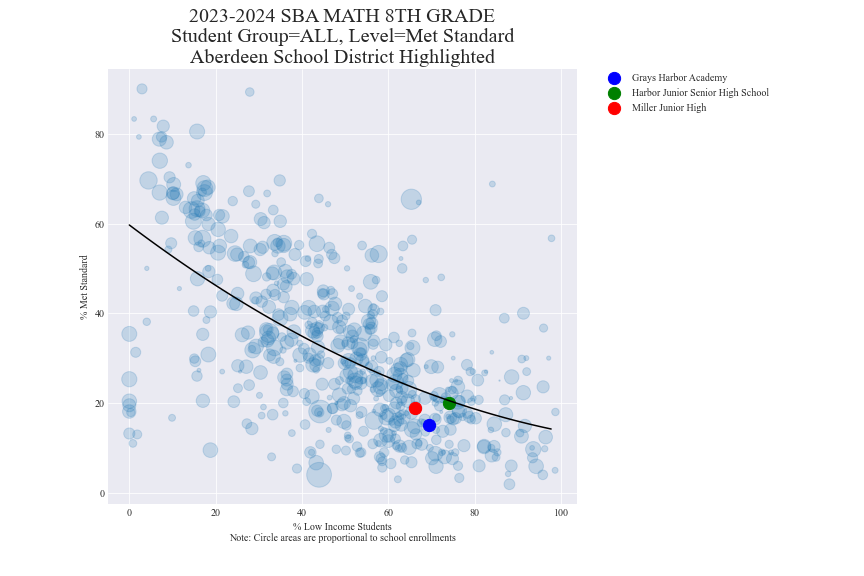 2023-2024 SBA MATH 8TH GRADE
Student Group=ALL, Level=Met Standard
Aberdeen School District Highlighted
Grays Harbor Academy
Harbor Junior Senior High School
Miller Junior High
% Met Standard
80
60
40
20
0
0 20 40 60 80 100
% Low Income Students
Note: Circle areas are proportional to school enrollments